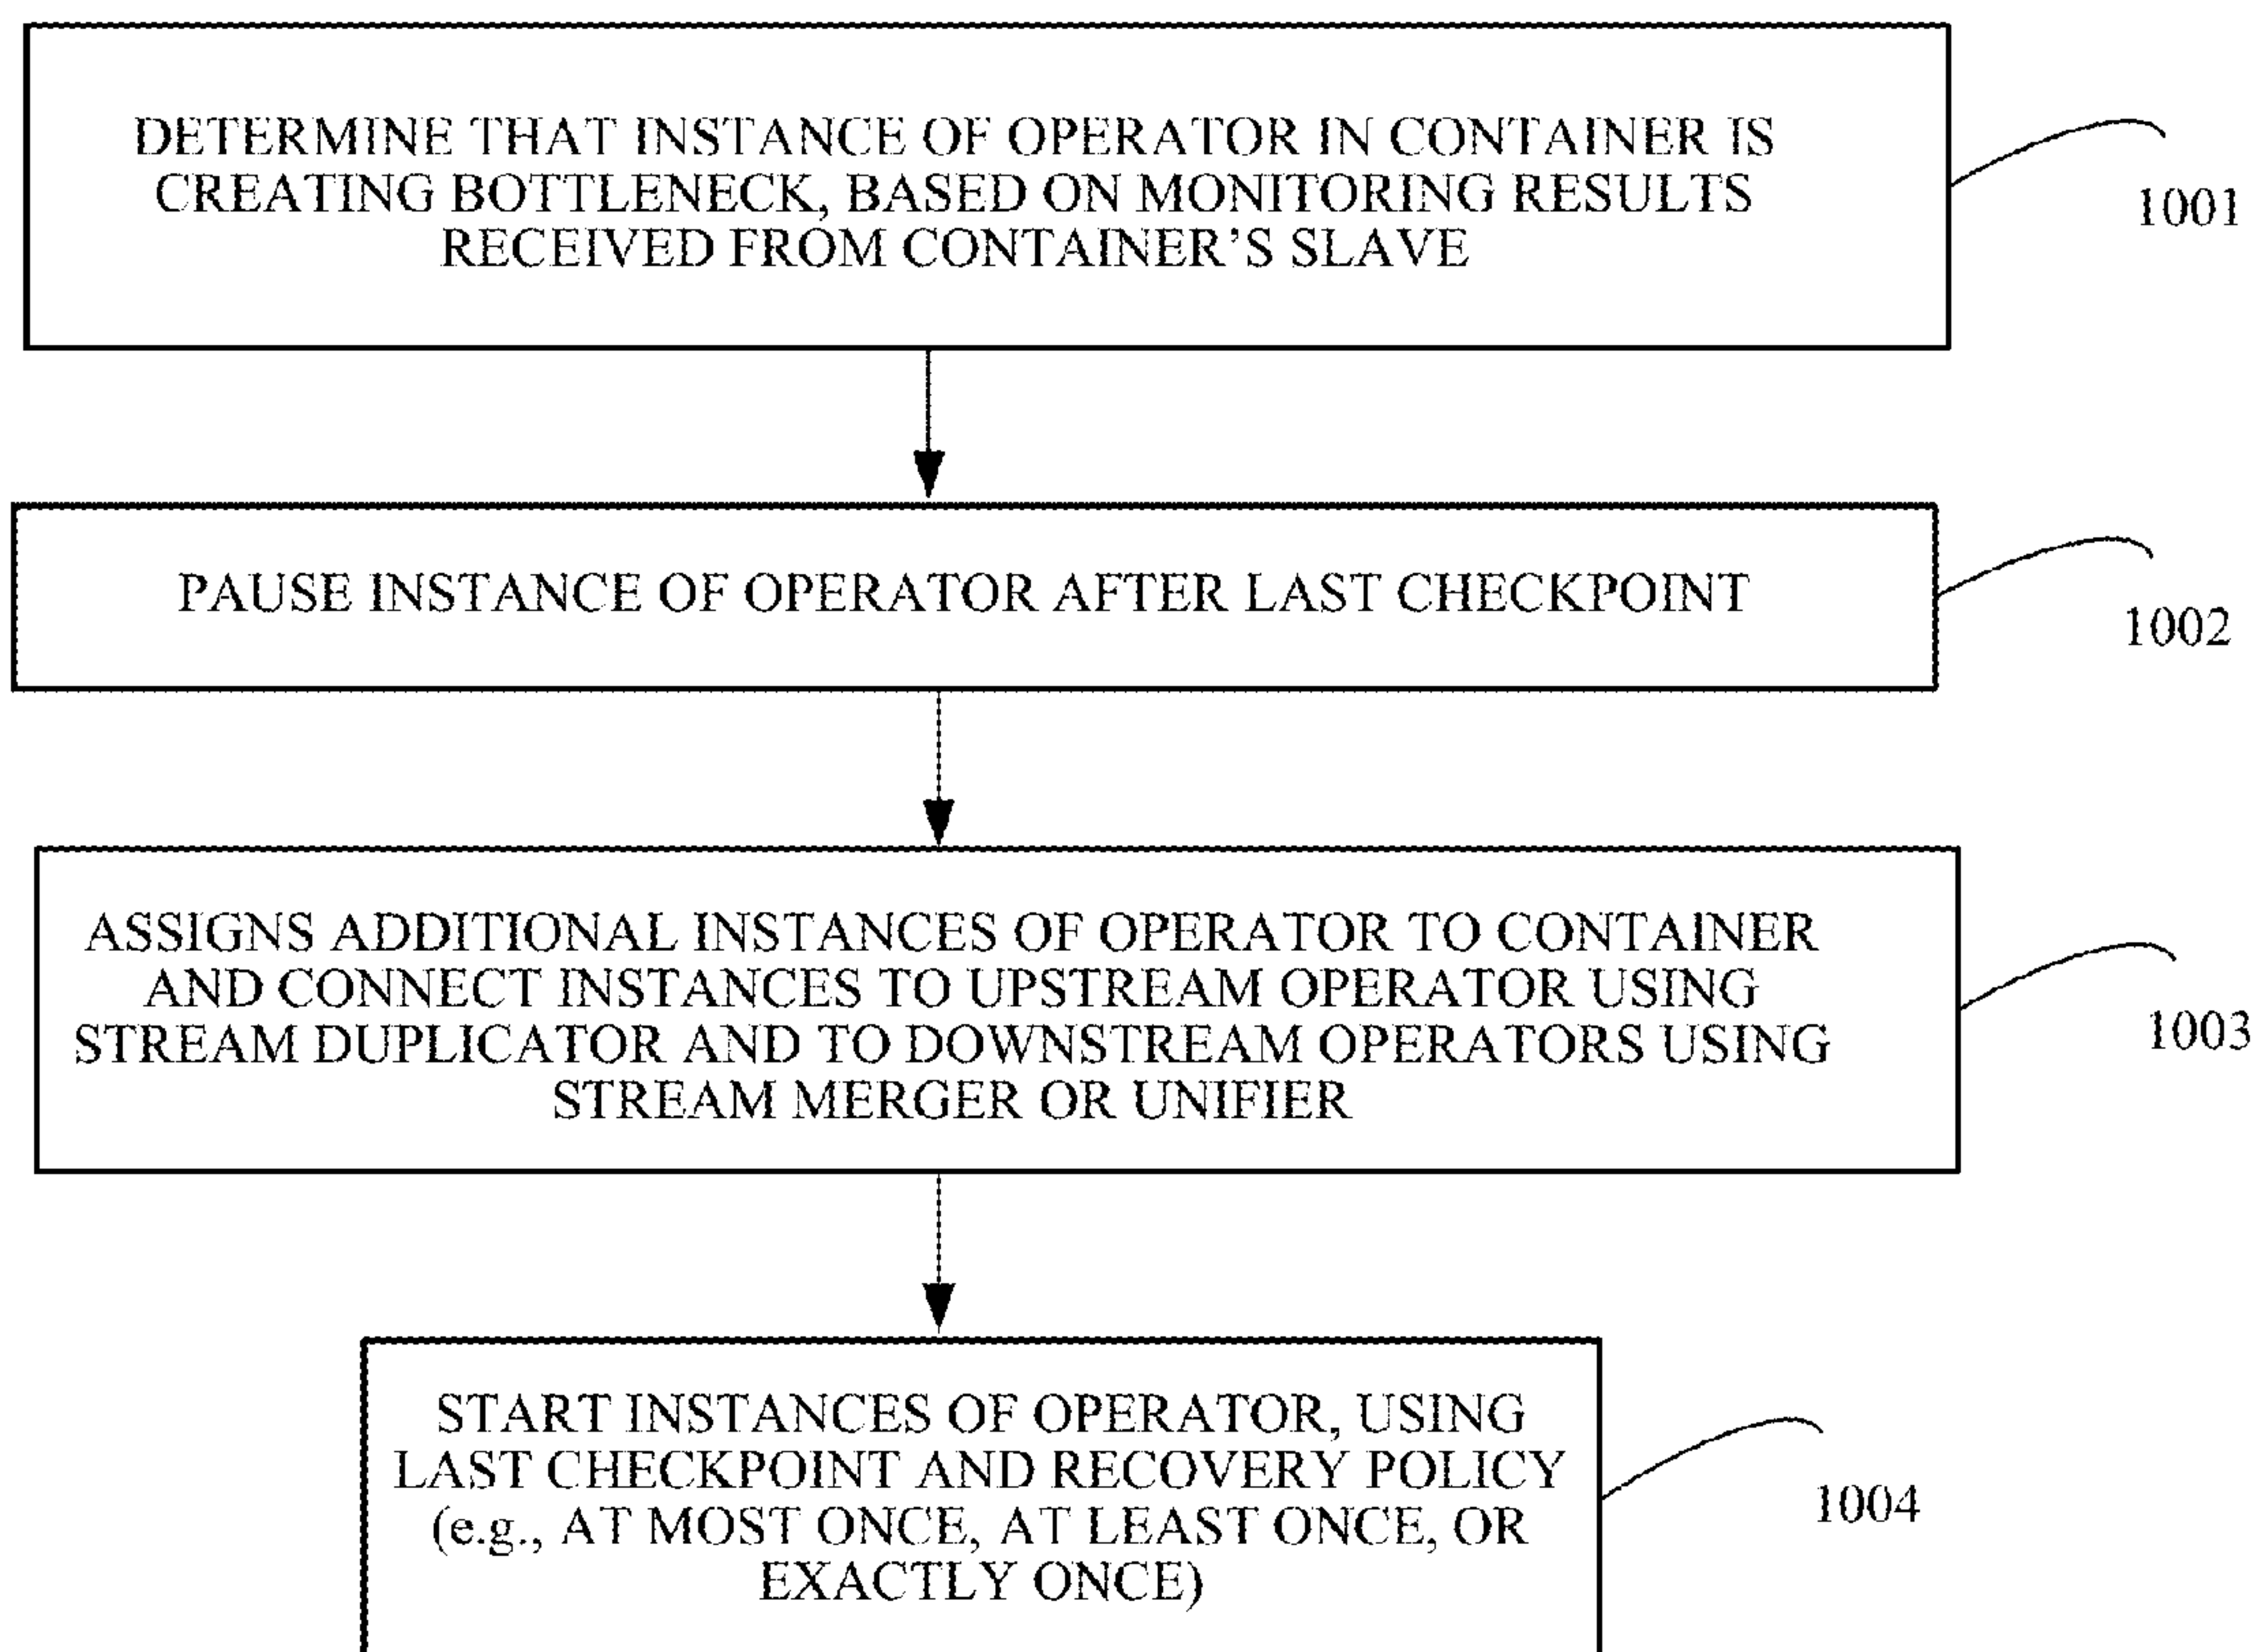 DETERMINE THAT INSTANCE OF OPERATOR IN CONTAINER IS
CREATING BOTTLENECK, BASED ON MONITORING RESULTS
RECEIVED FROM CONTAINER'S SLAVE
1001
PAUSE INSTANCE OF OPERATOR AFTER LAST CHECKPOINT
1002
ASSIGNS ADDITIONAL INSTANCES OF OPERATOR TO CONTAINER
AND CONNECT INSTANCES TO UPSTREAM OPERATOR USING
STREAM DUPLICATOR AND TO DOWNSTREAM OPERATORS USING
STREAM MERGER OR UNIFIER
1003
START INSTANCES OF OPERATOR, USING
LAST CHECKPOINT AND RECOVERY POLICY
(e.g., AT MOST ONCE, AT LEAST ONCE, OR
EXACTLY ONCE)
1004